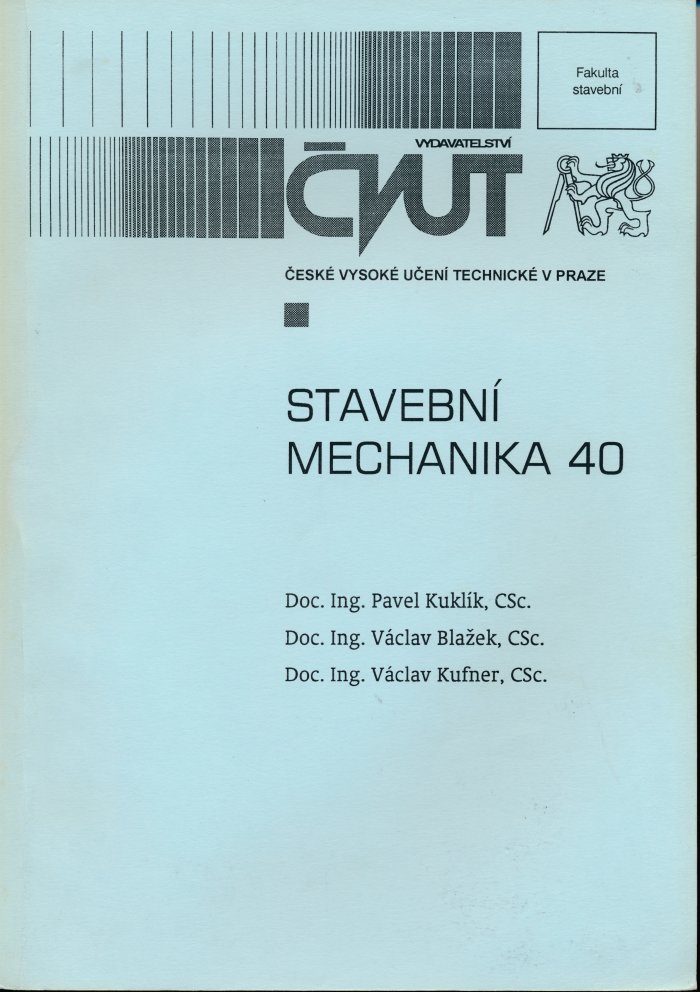 Fakulta
stavební
VYDAVATELSTVÍ
ČVUT
ČESKÉ VYSOKÉ UČENÍ TECHNICKÉ V PRAZE
STAVEBNÍ
MECHANIKA 40
Doc. Ing. Pavel Kuklík, CSc.
Doc. Ing. Václav Blažek, CSc.
Doc. Ing. Václav Kufner, CSc.